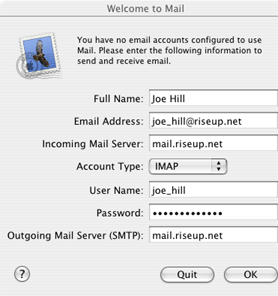 Welcome to Mail
You have no email accounts configured to use
Mail. Please enter the following information to
send and receive email.
Full Name: Joe Hill
Email Address: joe_hill@riseup.net
Incoming Mail Server: mail.riseup.net
Account Type: IMAP
User Name: joe_hill
Password: •••••••••••••
Outgoing Mail Server (SMTP): mail.riseup.net
? Quit OK